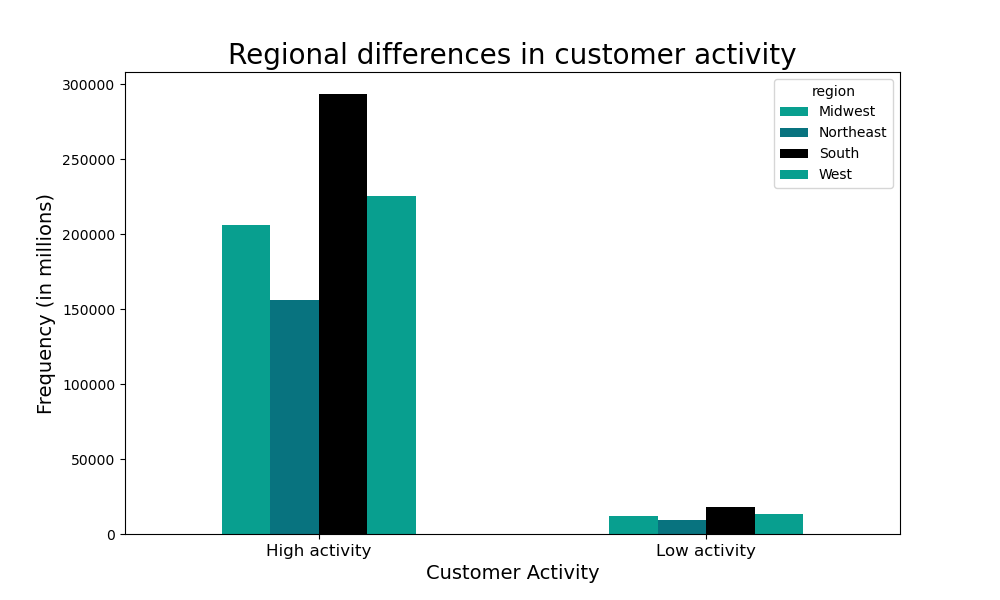 Regional differences in customer activity
region
Midwest
Northeast
South
West
Frequency (in millions)
300000
250000
200000
150000
100000
50000
0
High activity
Low activity
Customer Activity